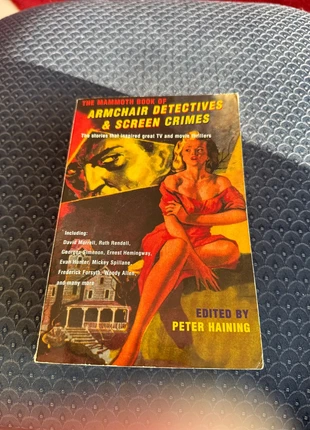 THE MAMMOTH BOOK OF
ARMCHAIR DETECTIVES
& SCREEN CRIMES
The stories that inspired great TV and movie thrillers
Including:
David Morrell, Ruth Rendell,
Georges Simenon, Ernest Hemingway,
Evan Hunter, Mickey Spillane,
Frederick Forsyth, Woody Allen,
and many more
EDITED BY
PETER HAINING